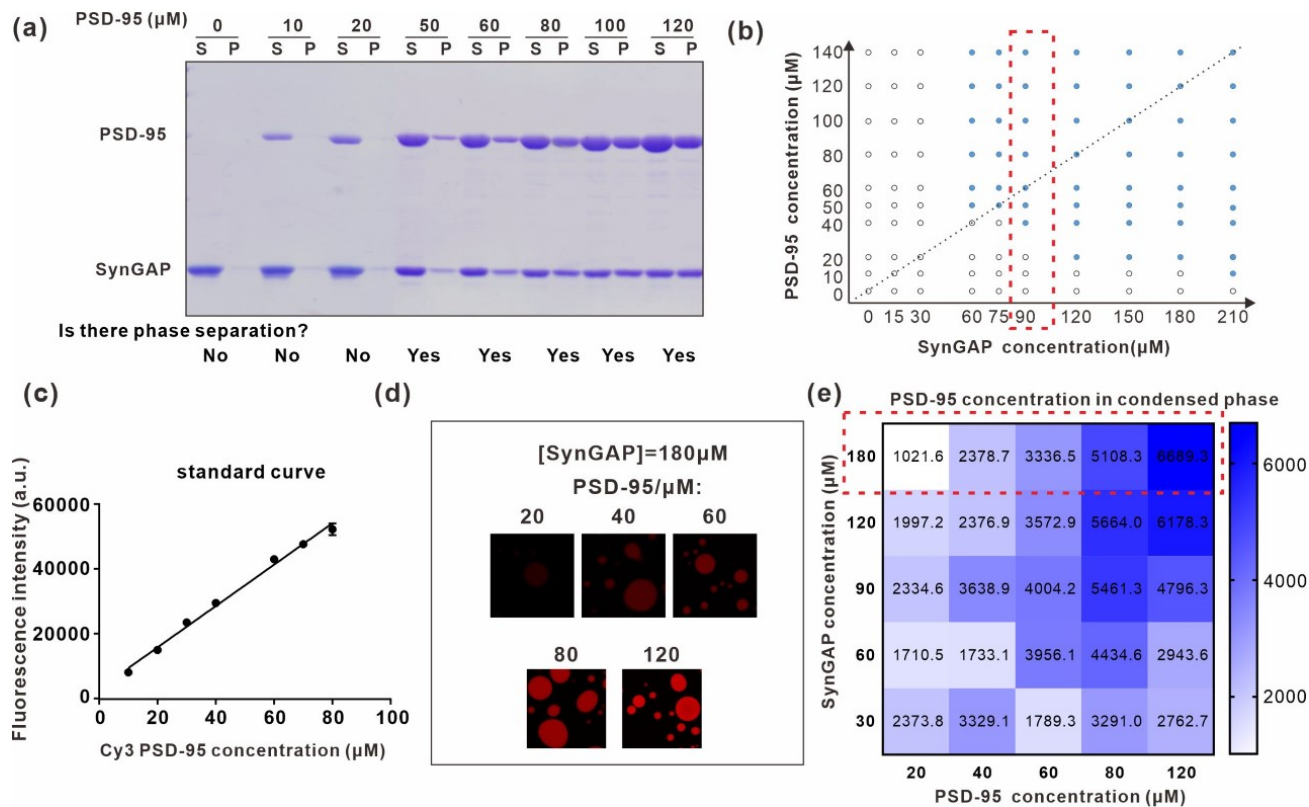 (a)
PSD-95 (μM) 0 10 20 50 60 80 100 120
S P S P S P S P S P S P S P S P
PSD-95
SynGAP
Is there phase separation?
No No No Yes Yes Yes Yes Yes
(b)
PSD-95 concentration (μM)
140
120
100
80
60
50
40
20
10
0
0 15 30 60 75 90 120 150 180 210
SynGAP concentration(μM)
(c)
standard curve
Fluorescence intensity (a.u.)
60000
40000
20000
0
0 20 40 60 80 100
Cy3 PSD-95 concentration (μM)
(d)
[SynGAP]=180μM
PSD-95/μM:
20 40 60
80 120
(e)
PSD-95 concentration in condensed phase
SynGAP concentration (μM)
180 1021.6 2378.7 3336.5 5108.3 6689.3
120 1997.2 2376.9 3572.9 5664.0 6178.3
90 2334.6 3638.9 4004.2 5461.3 4796.3
60 1710.5 1733.1 3956.1 4434.6 2943.6
30 2373.8 3329.1 1789.3 3291.0 2762.7
20 40 60 80 120
PSD-95 concentration (μM)
6000
4000
2000